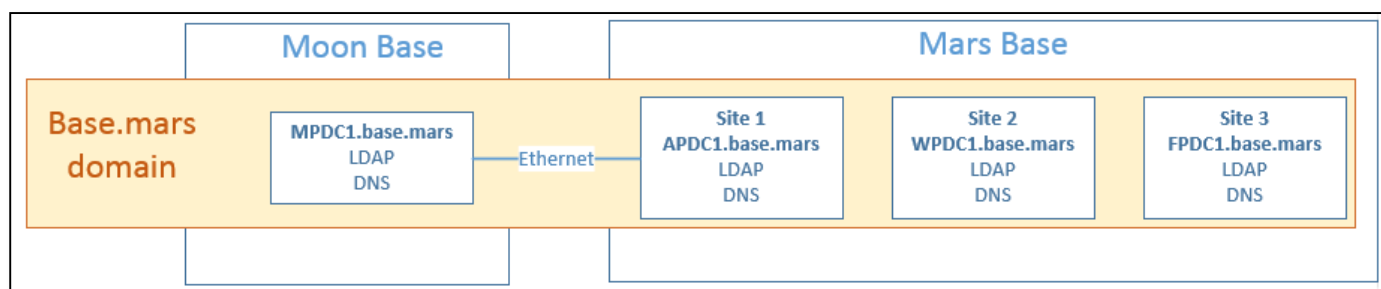 Moon Base
Mars Base
Base.mars
domain
MPDC1.base.mars
LDAP
DNS
Ethernet
Site 1
APDC1.base.mars
LDAP
DNS
Site 2
WPDC1.base.mars
LDAP
DNS
Site 3
FPDC1.base.mars
LDAP
DNS